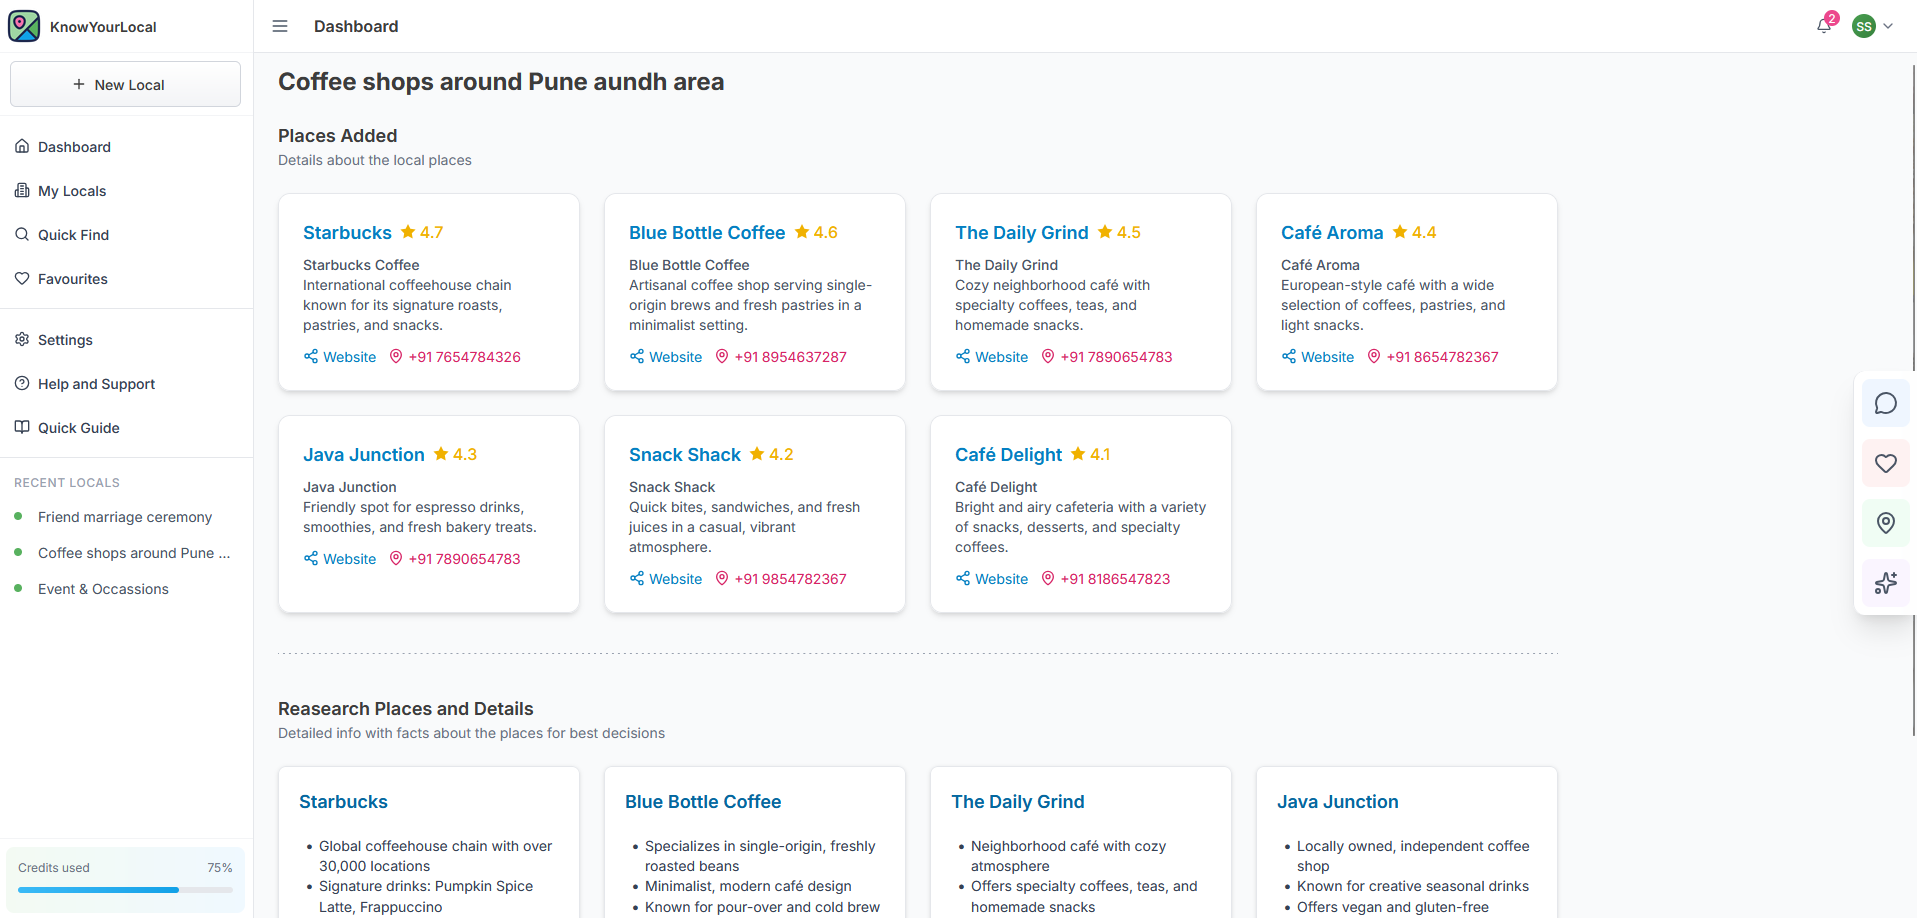 KnowYourLocal
Dashboard
2
SS
New Local
Dashboard
My Locals
Quick Find
Favourites
Settings
Help and Support
Quick Guide
RECENT LOCALS
Friend marriage ceremony
Coffee shops around Pune ...
Event & Occassions
Credits used 75%
Coffee shops around Pune aundh area
Places Added
Details about the local places
Starbucks 4.7
Starbucks Coffee
International coffeehouse chain
known for its signature roasts,
pastries, and snacks.
Website +91 7654784326
Blue Bottle Coffee 4.6
Blue Bottle Coffee
Artisanal coffee shop serving single-
origin brews and fresh pastries in a
minimalist setting.
Website +91 8954637287
The Daily Grind 4.5
The Daily Grind
Cozy neighborhood café with
specialty coffees, teas, and
homemade snacks.
Website +91 7890654783
Café Aroma 4.4
Café Aroma
European-style café with a wide
selection of coffees, pastries, and
light snacks.
Website +91 8654782367
Java Junction 4.3
Java Junction
Friendly spot for espresso drinks,
smoothies, and fresh bakery treats.
Website +91 7890654783
Snack Shack 4.2
Snack Shack
Quick bites, sandwiches, and fresh
juices in a casual, vibrant
atmosphere.
Website +91 9854782367
Café Delight 4.1
Café Delight
Bright and airy cafeteria with a variety
of snacks, desserts, and specialty
coffees.
Website +91 8186547823
Reasearch Places and Details
Detailed info with facts about the places for best decisions
Starbucks
• Global coffeehouse chain with over
30,000 locations
• Signature drinks: Pumpkin Spice
Latte, Frappuccino
Blue Bottle Coffee
• Specializes in single-origin, freshly
roasted beans
• Minimalist, modern café design
• Known for pour-over and cold brew
The Daily Grind
• Neighborhood café with cozy
atmosphere
• Offers specialty coffees, teas, and
homemade snacks
Java Junction
• Locally owned, independent coffee
shop
• Known for creative seasonal drinks
• Offers vegan and gluten-free